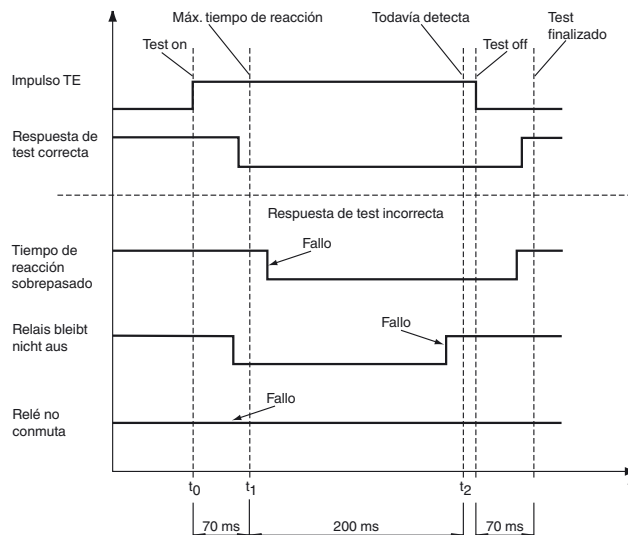 Máx. tiempo de reacción
Todavía detecta
Test
finalizado
Test on
Test off
Impulso TE
Respuesta de
test correcta
Respuesta de test incorrecta
Tiempo de
reacción
sobrepasado
Fallo
Relais bleibt
nicht aus
Fallo
Relé no
conmuta
Fallo
t0
t1
t2
70 ms
200 ms
70 ms